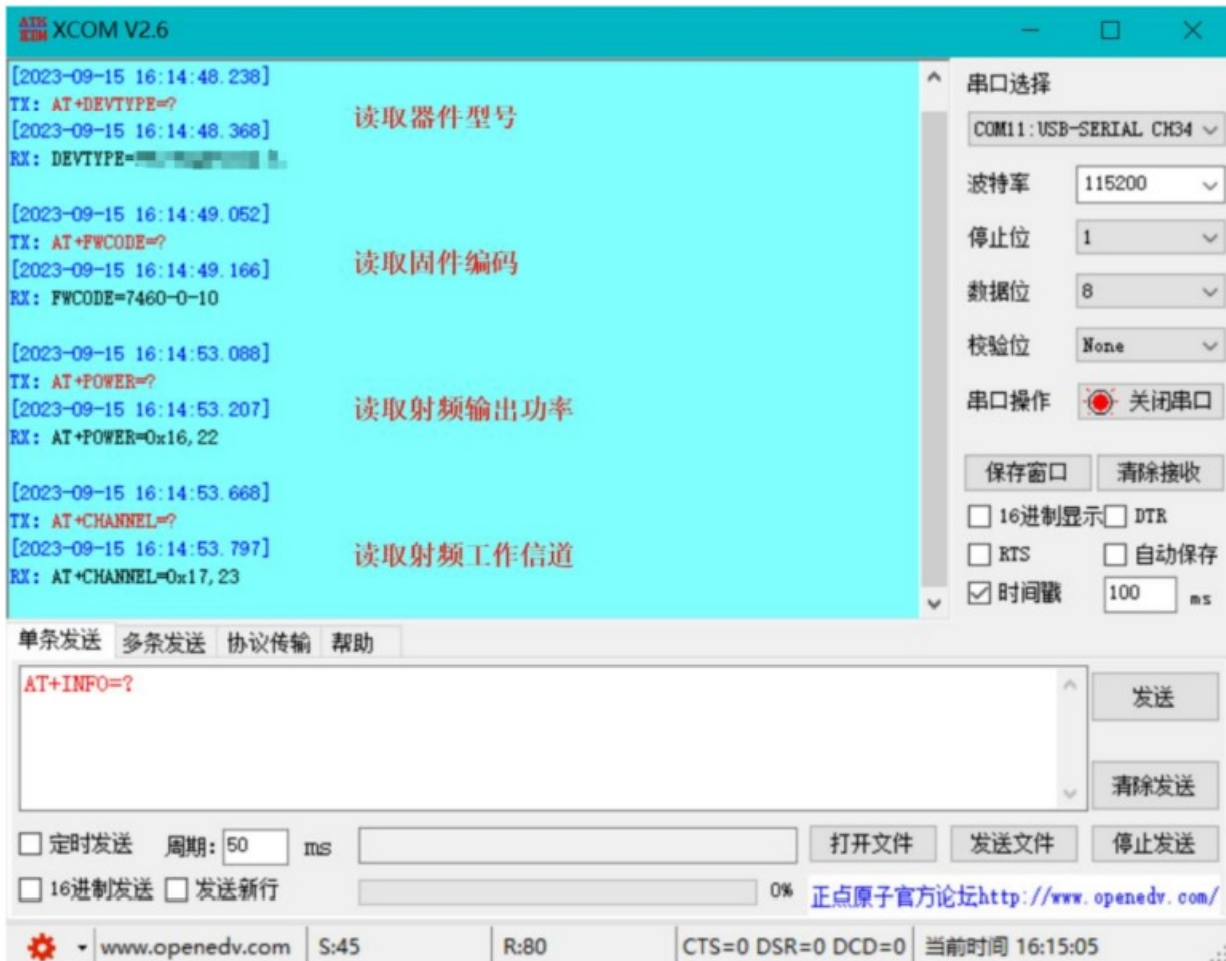 ATK XCOM XCOM V2.6
[2023-09-15 16:14:48.238]
TX: AT+DEVTYPE=?
读取器件型号
[2023-09-15 16:14:48.368]
RX: DEVTYPE=
[2023-09-15 16:14:49.052]
TX: AT+FWCODE=?
读取固件编码
[2023-09-15 16:14:49.166]
RX: FWCODE=7460-0-10
[2023-09-15 16:14:53.088]
TX: AT+POWER=?
读取射频输出功率
[2023-09-15 16:14:53.207]
RX: AT+POWER=0x16,22
[2023-09-15 16:14:53.668]
TX: AT+CHANNEL=?
读取射频工作信道
[2023-09-15 16:14:53.797]
RX: AT+CHANNEL=0x17,23
串口选择
COM11:USB-SERIAL CH34
波特率 115200
停止位 1
数据位 8
校验位 None
串口操作 关闭串口
保存窗口 清除接收
16进制显示 DTR
RTS 自动保存
时间戳 100 ms
单条发送 多条发送 协议传输 帮助
AT+INFO=?
发送
清除发送
定时发送 周期: 50 ms 打开文件 发送文件 停止发送
16进制发送 发送新行 0% 正点原子官方论坛http://www.openedv.com/
www.openedv.com S:45 R:80 CTS=0 DSR=0 DCD=0 当前时间 16:15:05